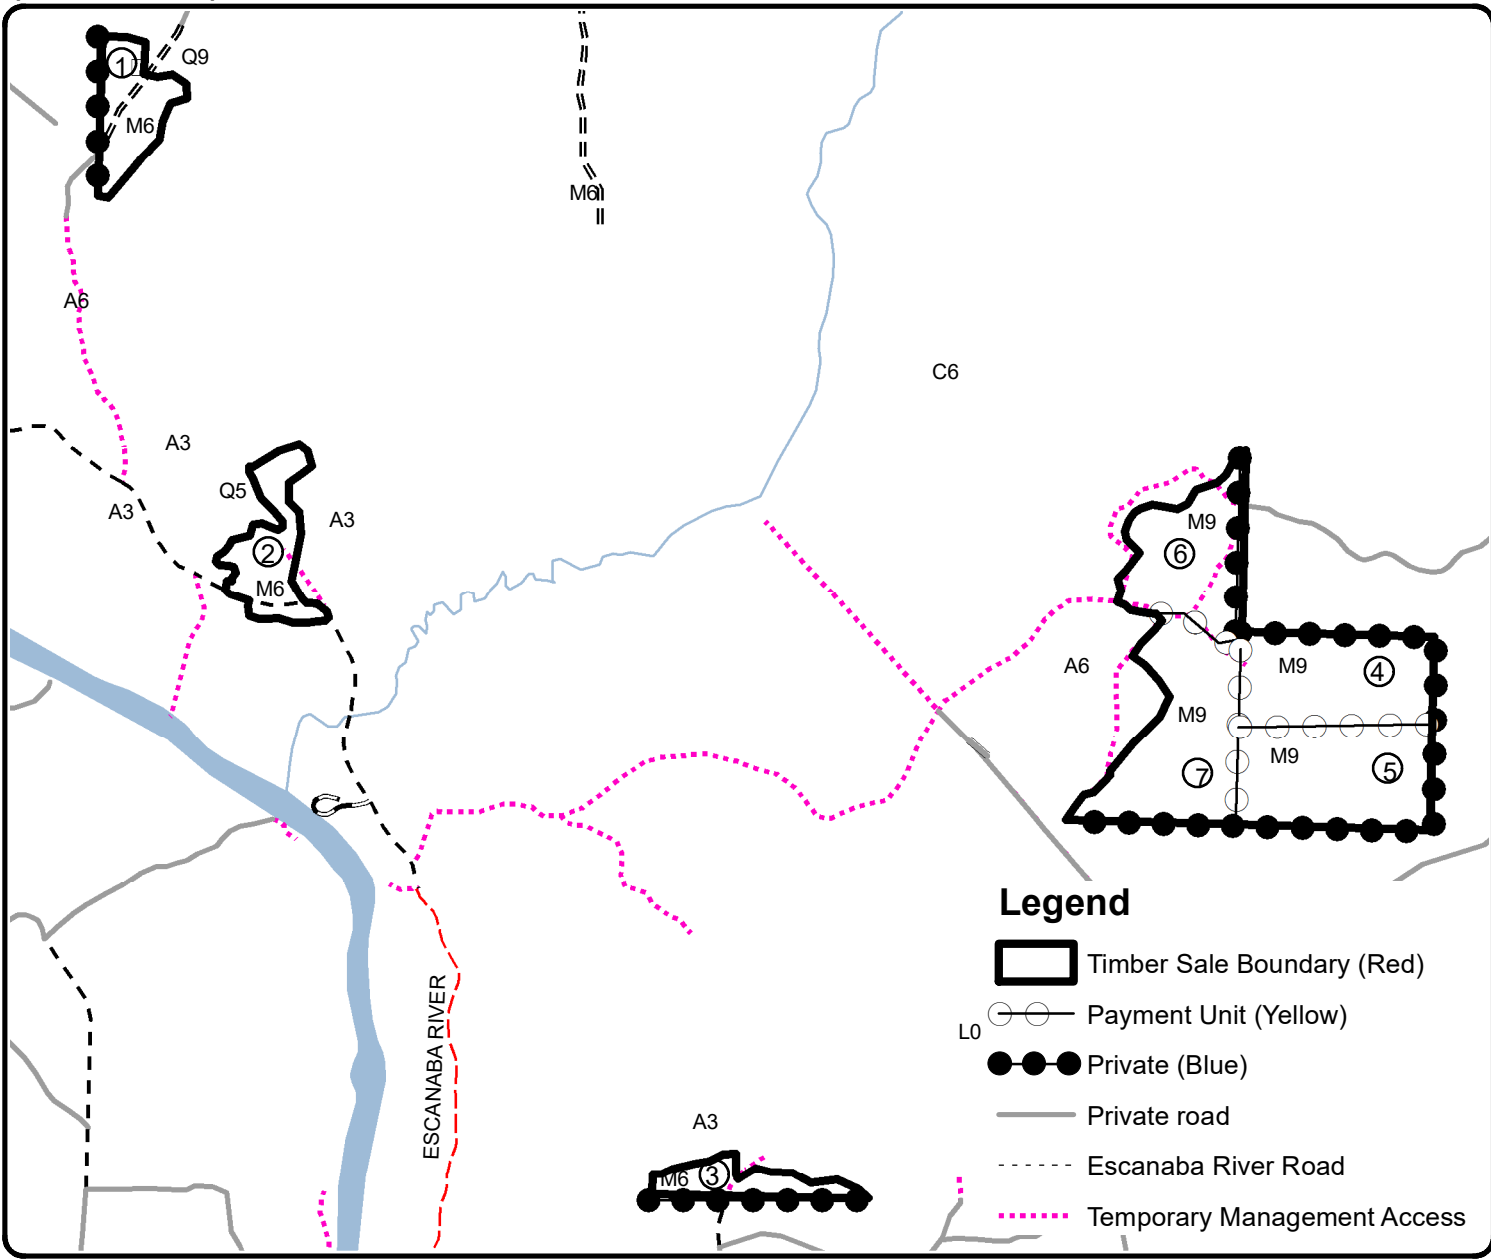 1
Q9
M6
M6
A6
C6
A3
Q5
A3
A3
2
M6
M9
6
A6
M9
4
M9
M9
7
5
Legend
Timber Sale Boundary (Red)
Payment Unit (Yellow)
L0
Private (Blue)
Private road
Escanaba River Road
Temporary Management Access
ESCANABA RIVER
A3
M6
3